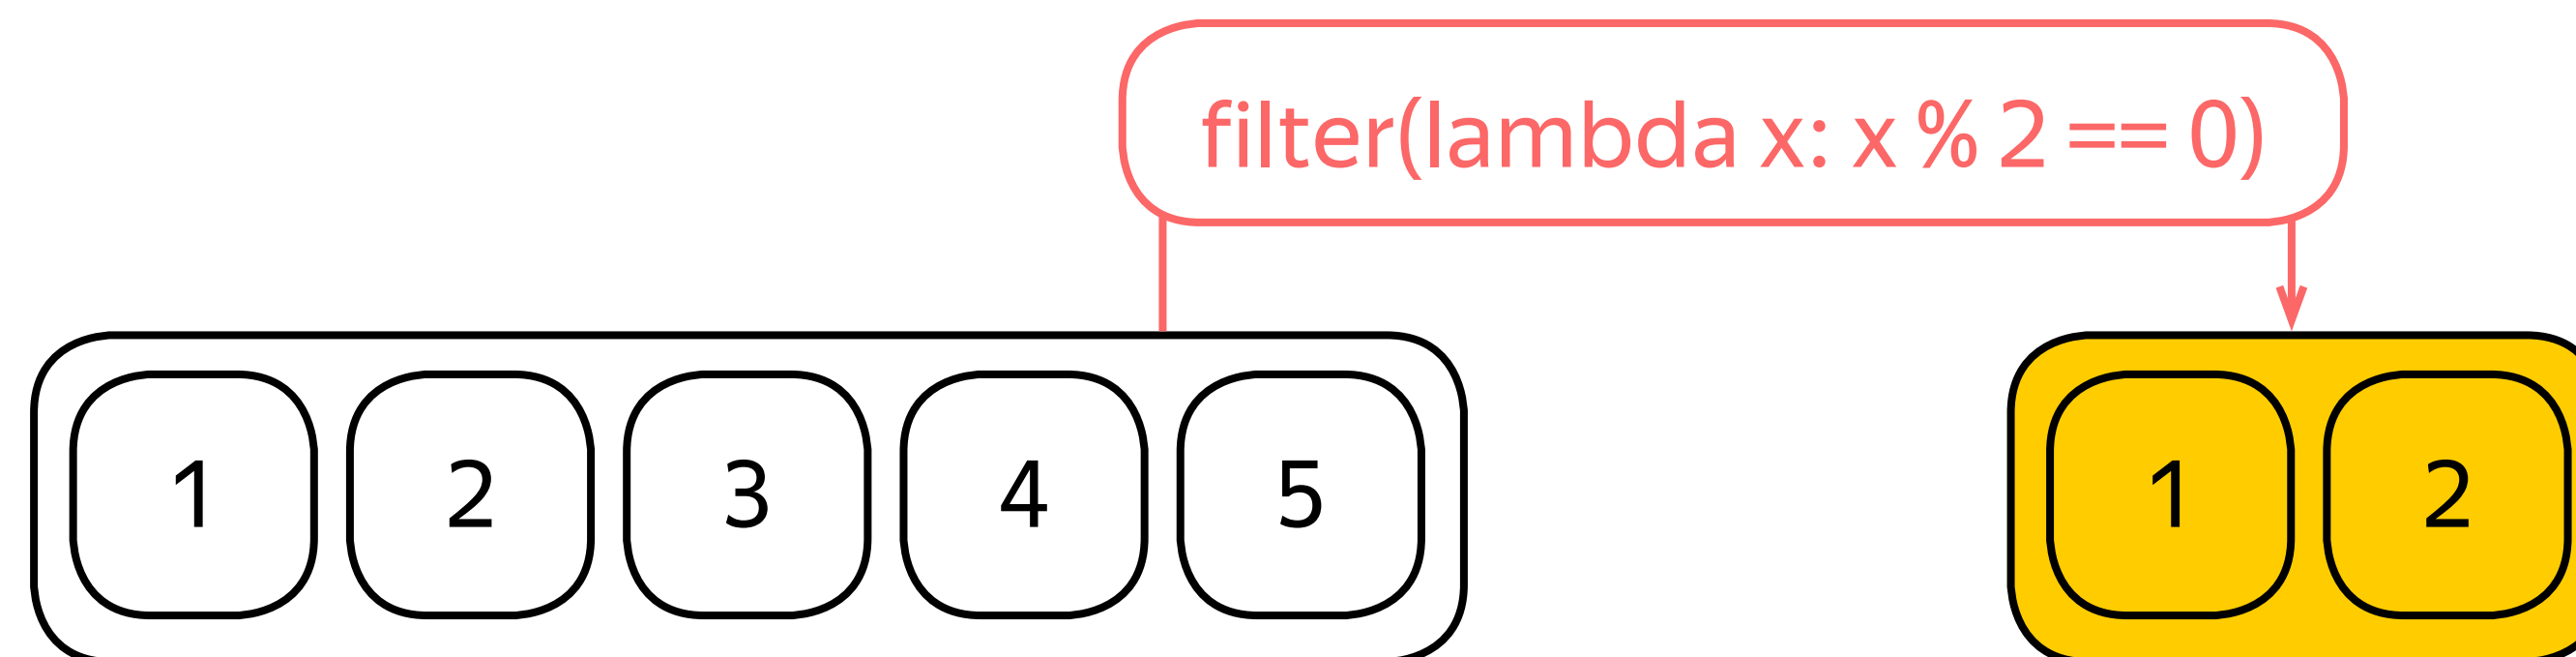 filter(lambda x: x % 2 == 0)
1 2 3 4 5 1 2